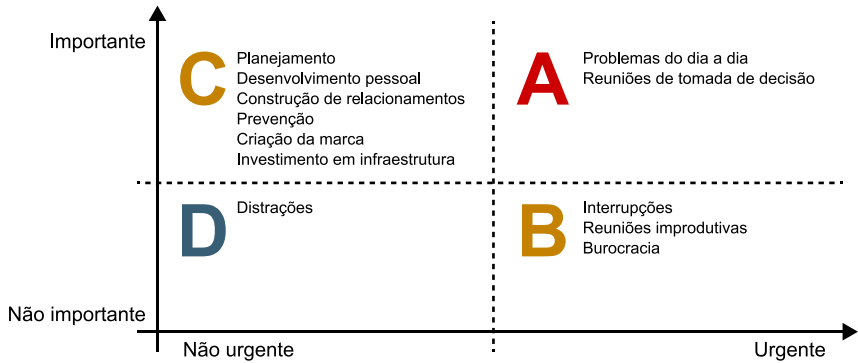 Importante
C
Planejamento
Desenvolvimento pessoal
Construção de relacionamentos
Prevenção
Criação da marca
Investimento em infraestrutura
A
Problemas do dia a dia
Reuniões de tomada de decisão
D
Distrações
B
Interrupções
Reuniões improdutivas
Burocracia
Não importante
Não urgente
Urgente